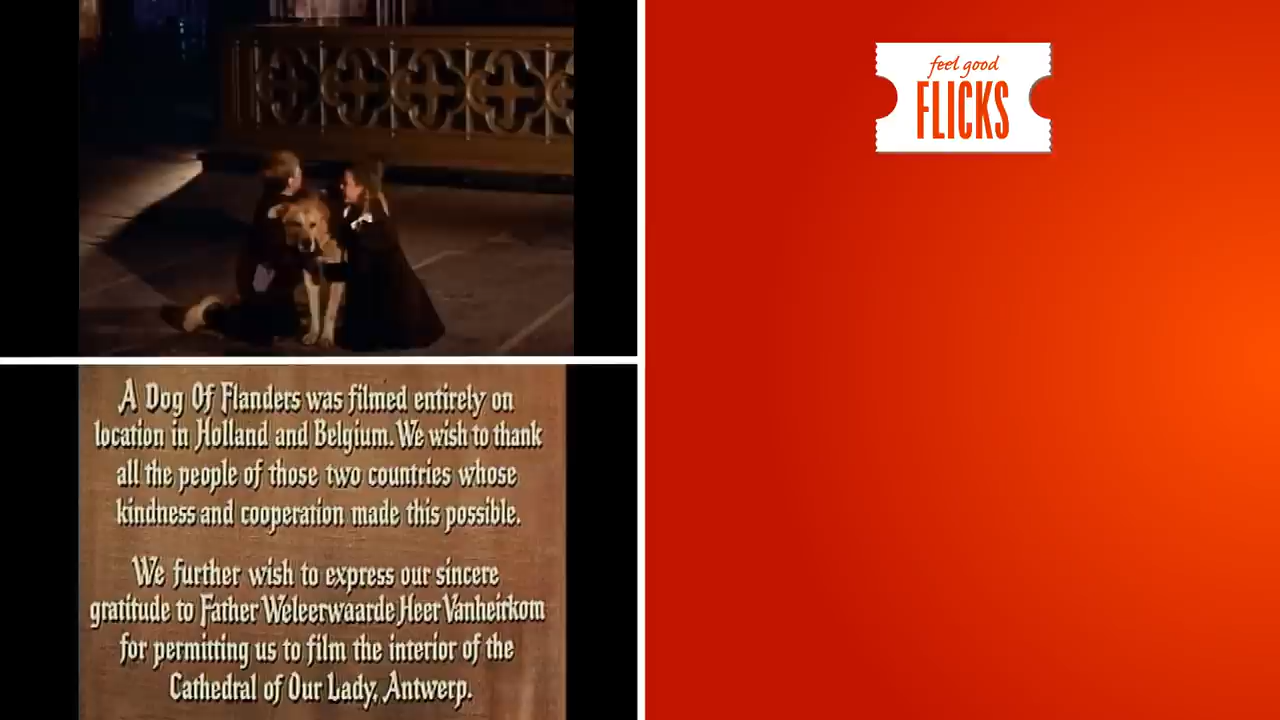 feel good
FLICKS
A Dog Of Flanders was filmed entirely on
location in Holland and Belgium. We wish to thank
all the people of those two countries whose
kindness and cooperation made this possible.
We further wish to express our sincere
gratitude to Father Weleerwaarde Heer Vanheirkom
for permitting us to film the interior of the
Cathedral of Our Lady, Antwerp.